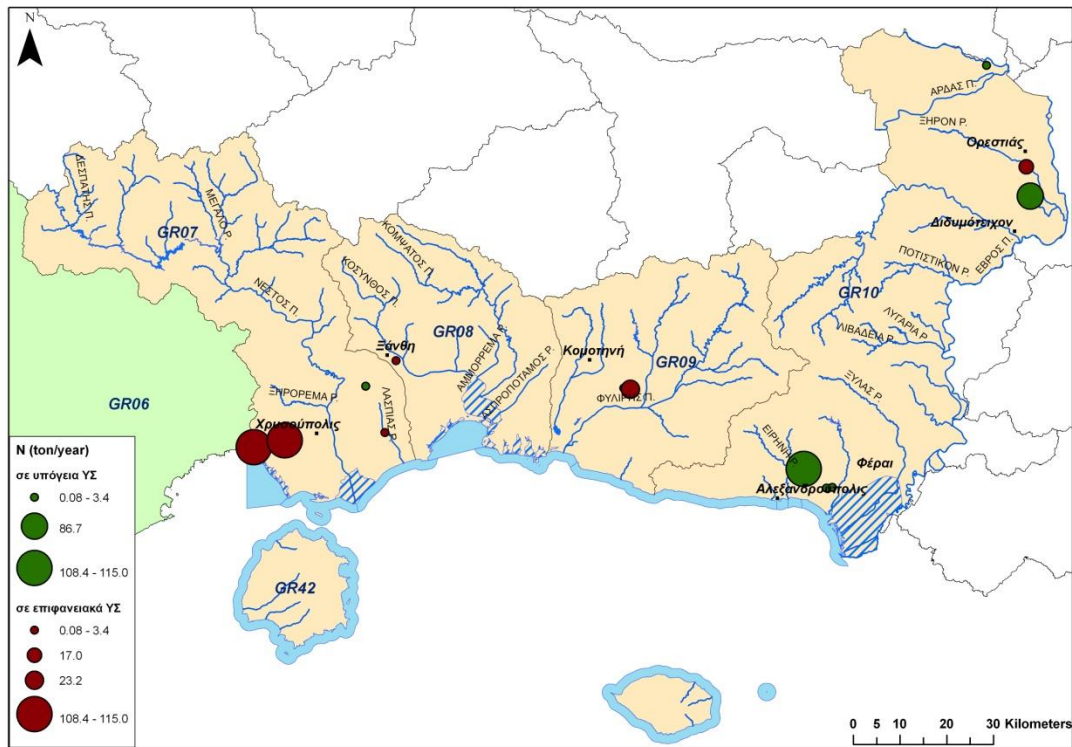 N
ΑΡΔΑΣ Π.
ΞΗΡΟΝ Ρ.
Ορεστιάς
ΔΕΣΠΑΤΗΣ Π.
ΜΕΓΑΛΟ Ρ.
GR07
Διδυμότειχον
ΚΟΜΨΑΤΟΣ Π.
ΕΒΡΟΣ Π.
ΠΟΤΙΣΤΙΚΟΝ Ρ.
ΚΟΣΥΝΘΟΣ Π.
ΝΕΣΤΟΣ Π.
GR10
ΛΥΓΑΡΙΑ Ρ.
ΛΙΒΑΔΕΙΑ Ρ.
GR08
ΑΜΜΟΡΡΕΜΑ Ρ.
Ξάνθη
Κομοτηνή
GR09
ΑΣΠΡΟΠΟΤΑΜΟΣ Ρ.
ΞΥΛΑΣ Ρ.
ΞΗΡΟΡΕΜΑ Ρ.
ΛΑΣΠΙΑΣ Ρ.
ΦΥΛΙΡΗΣ Π.
GR06
Χρυσούπολις
ΕΙΡΗΝΗ
Φέραι
Αλεξανδρούπολις
GR42
N (ton/year)
σε υπόγεια ΥΣ
0.08 - 3.4
86.7
108.4 - 115.0
σε επιφανειακά ΥΣ
0.08 - 3.4
17.0
23.2
108.4 - 115.0
0 5 10 20 30 Kilometers